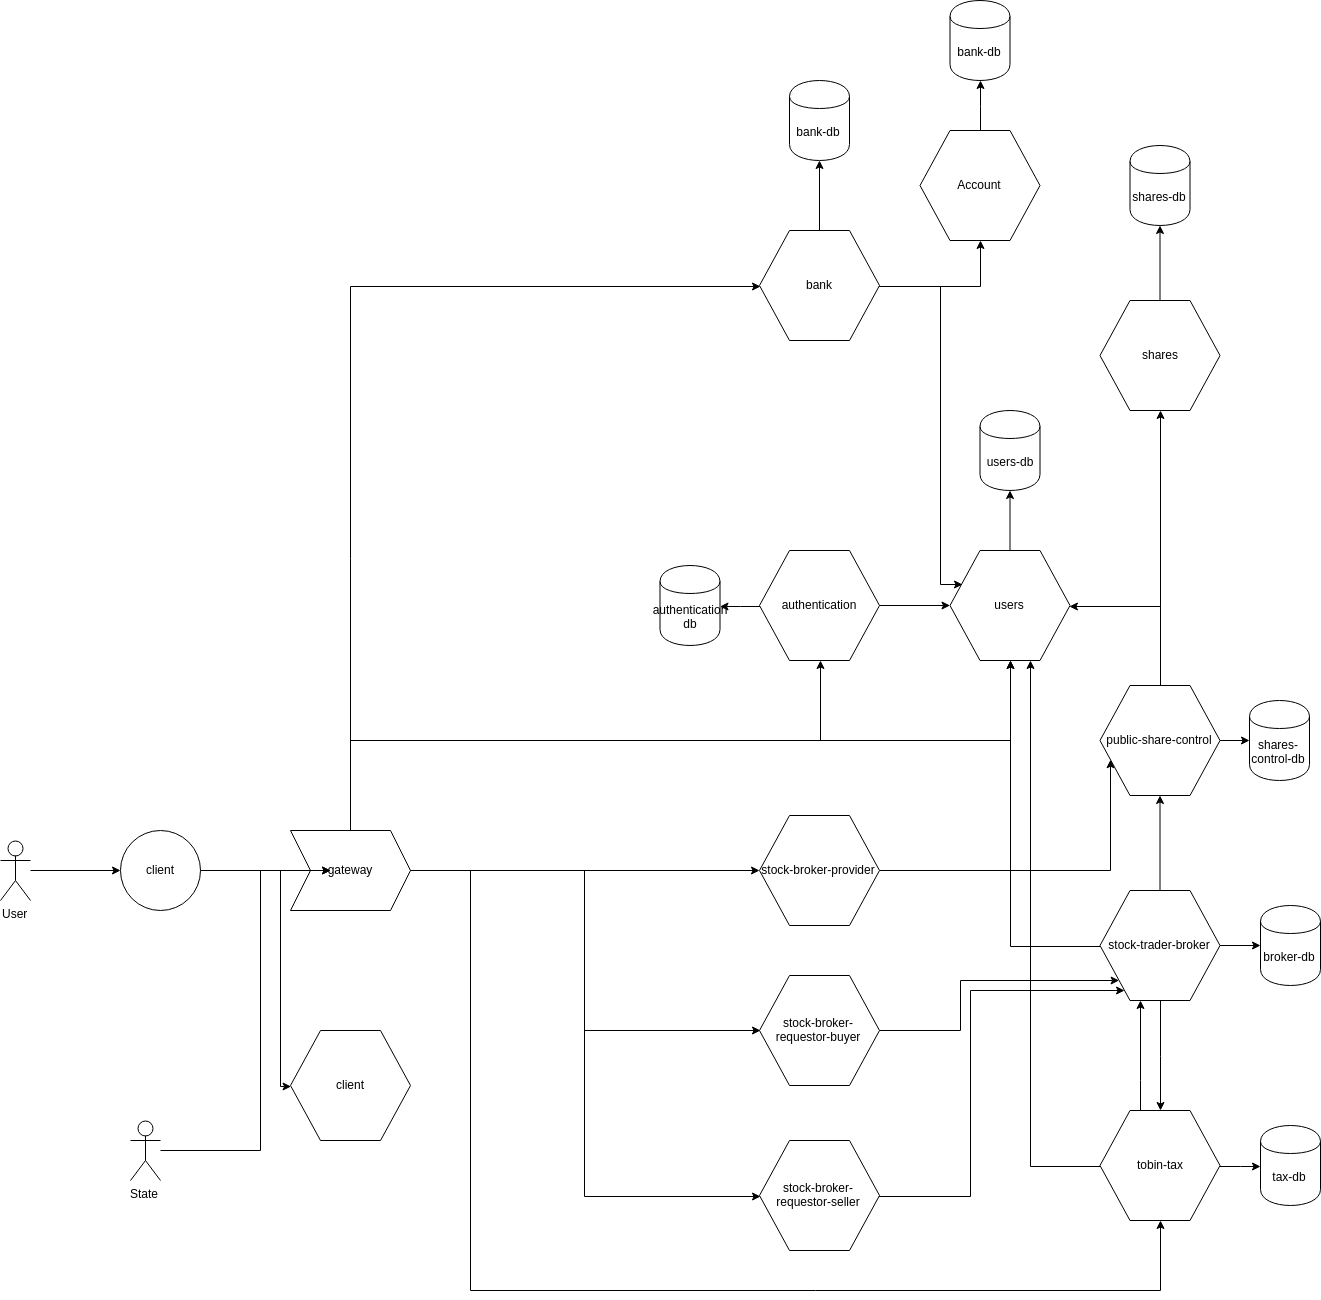 bank-db
bank-db
Account
shares-db
bank
shares
users-db
authentication
db
authentication
users
public-share-control
shares-
control-db
User
client
gateway
stock-broker-provider
stock-trader-broker
broker-db
stock-broker-
requestor-buyer
client
State
stock-broker-
requestor-seller
tobin-tax
tax-db